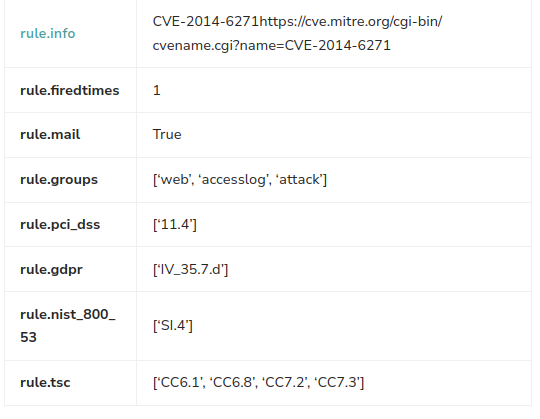 rule.info
CVE-2014-6271https://cve.mitre.org/cgi-bin/
cvename.cgi?name=CVE-2014-6271
rule.firedtimes
1
rule.mail
True
rule.groups
[‘web’, ‘accesslog’, ‘attack’]
rule.pci_dss
[‘11.4’]
rule.gdpr
[‘IV_35.7.d’]
rule.nist_800_
53
[‘SI.4’]
rule.tsc
[‘CC6.1’, ‘CC6.8’, ‘CC7.2’, ‘CC7.3’]